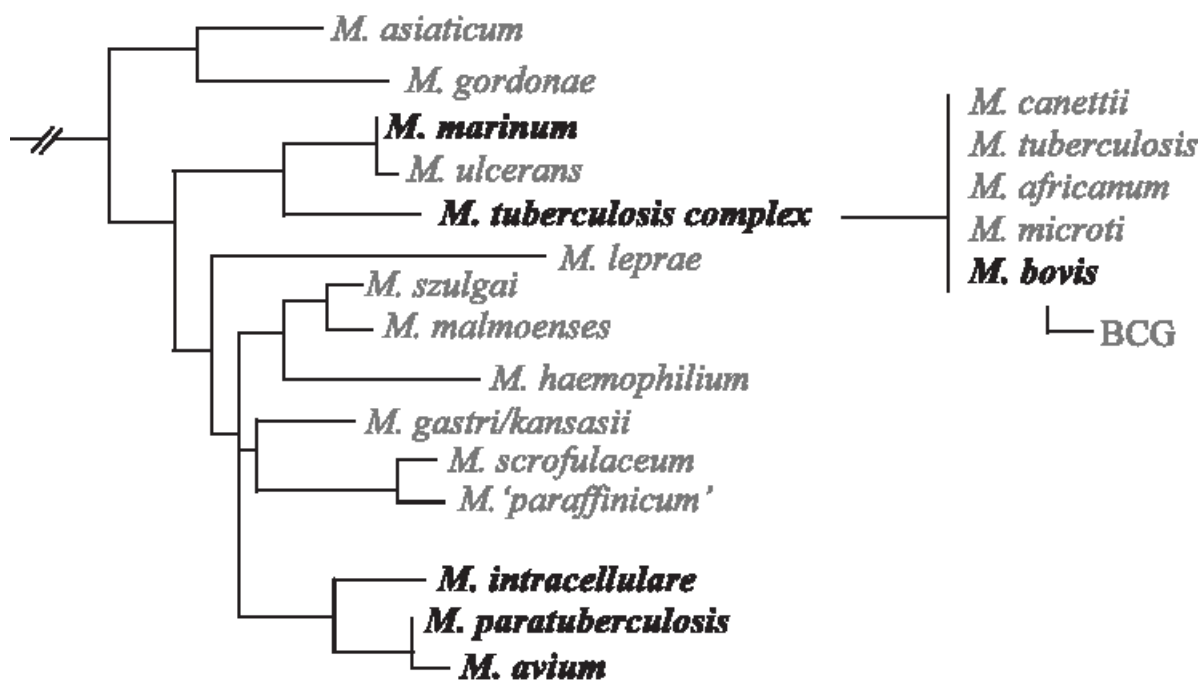 M. asiaticum
M. gordonae
M. marinum
M. ulcerans
M. tuberculosis complex
M. leprae
M. szulgai
M. malmoenses
M. haemophilium
M. gastri/kansasii
M. scrofulaceum
M. ‘paraffinicum’
M. intracellulare
M. paratuberculosis
M. avium
M. canettii
M. tuberculosis
M. africanum
M. microti
M. bovis
BCG